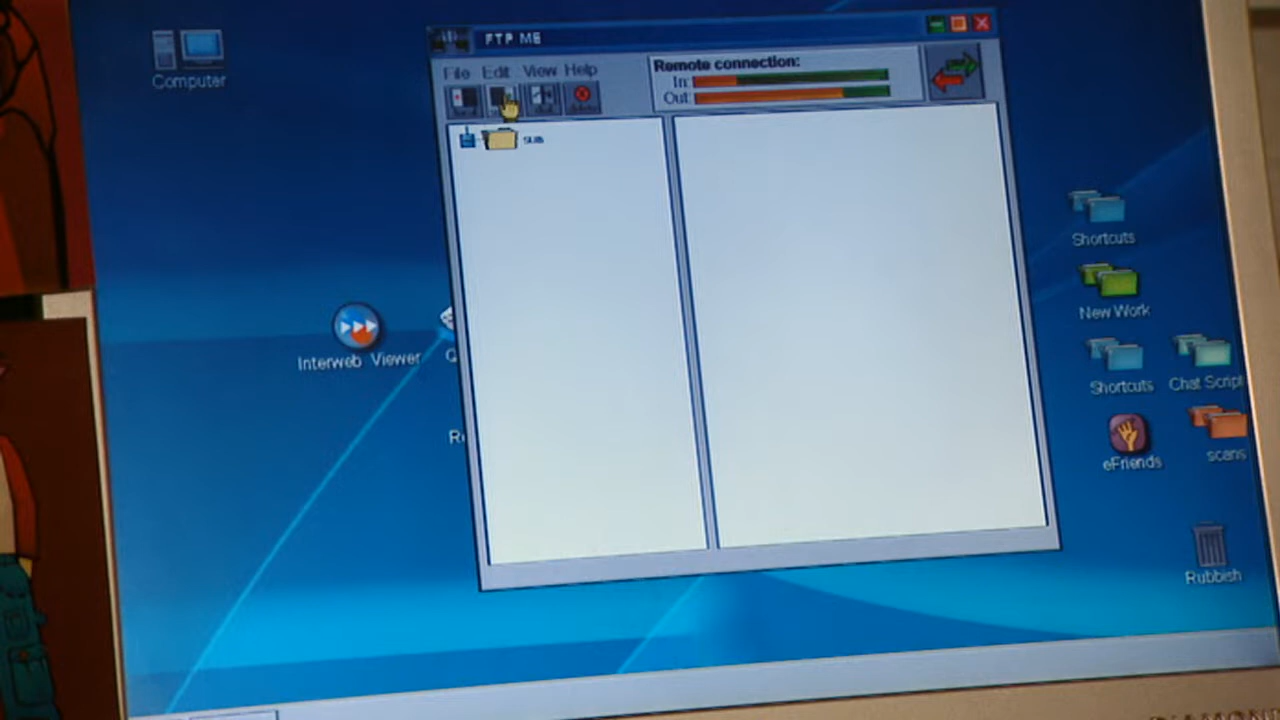 Computer
FTP ME
File Edit View Help
Remote connection:
In:
Out:
sub
Interweb Viewer
Shortcuts
New Work
Shortcuts
Chat Script
eFriends
scans
Rubbish